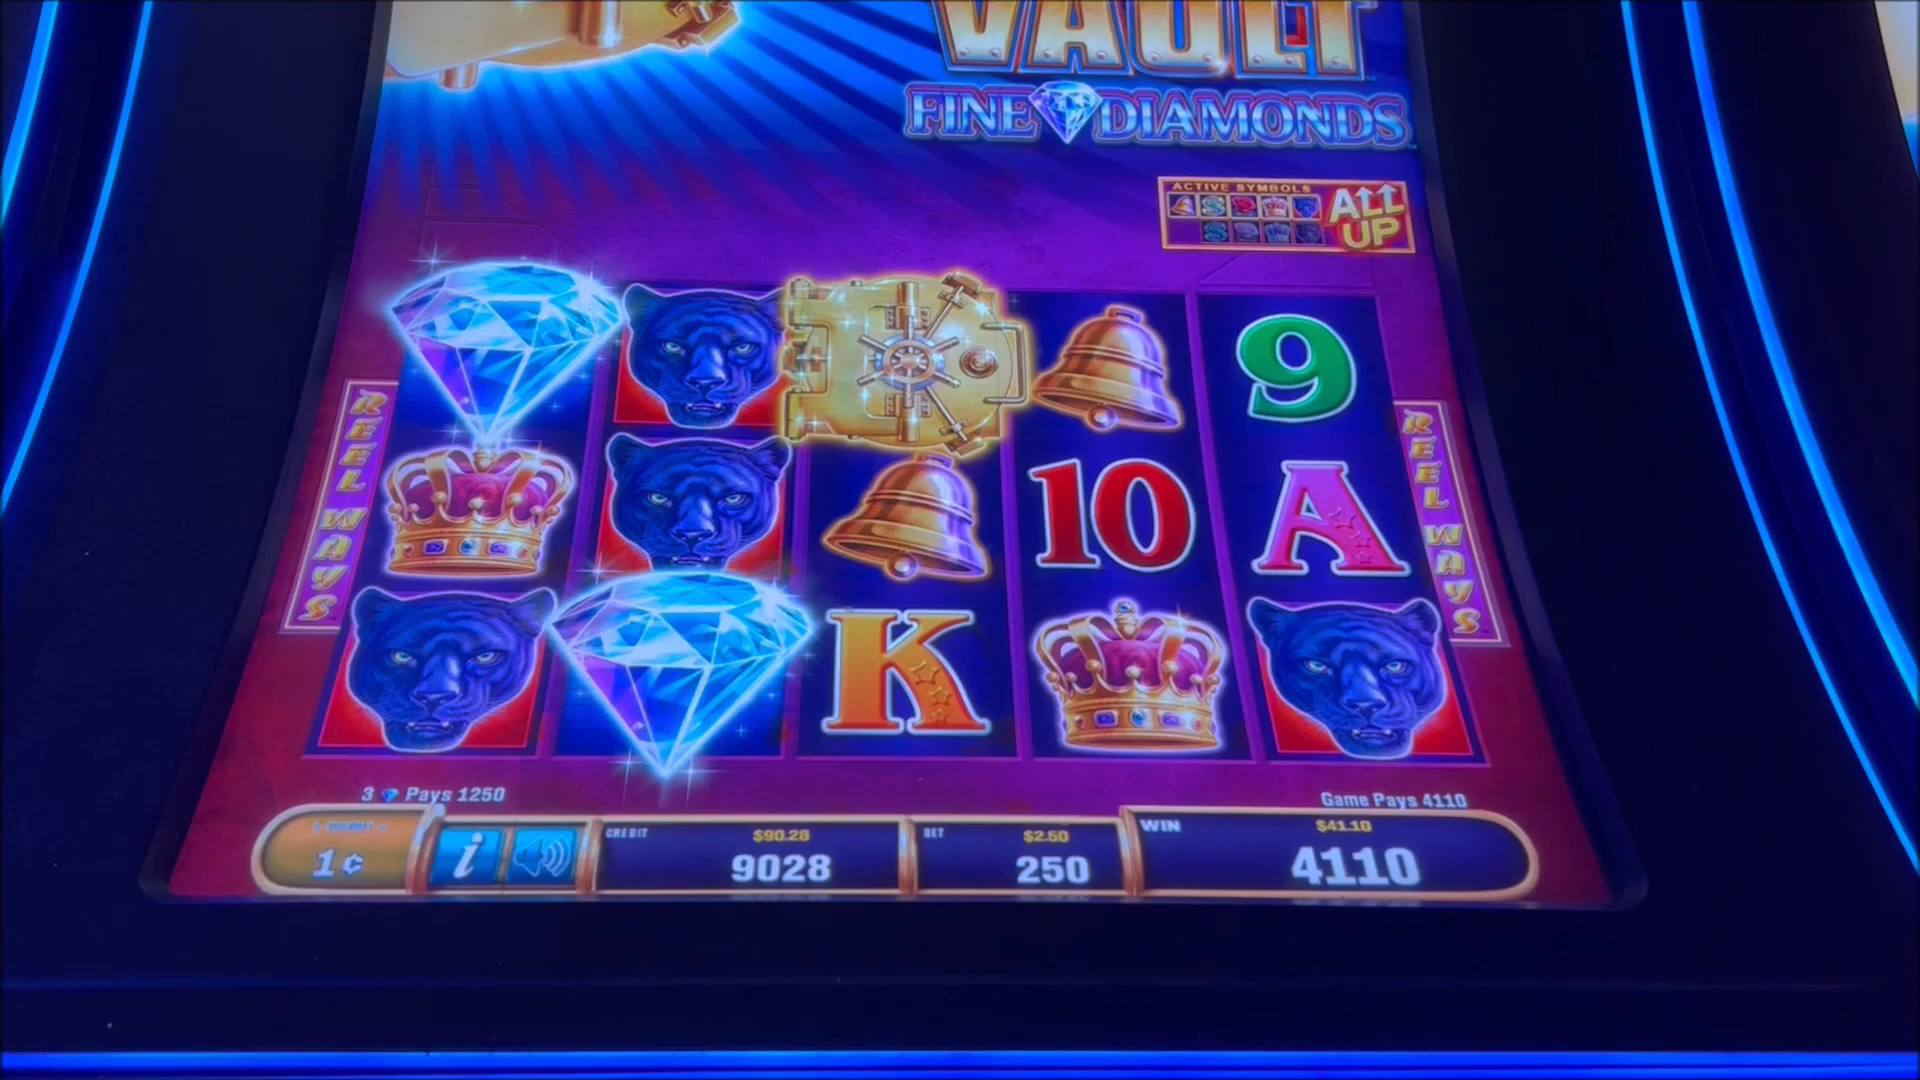 VAULT
FINE DIAMONDS
ACTIVE SYMBOLS
ALL UP
REEL WAYS
REEL WAYS
9
10
A
K
3 Pays 1250
Game Pays 4110
1¢
i
CREDIT
$90.28
9028
BET
$2.50
250
WIN
$41.10
4110